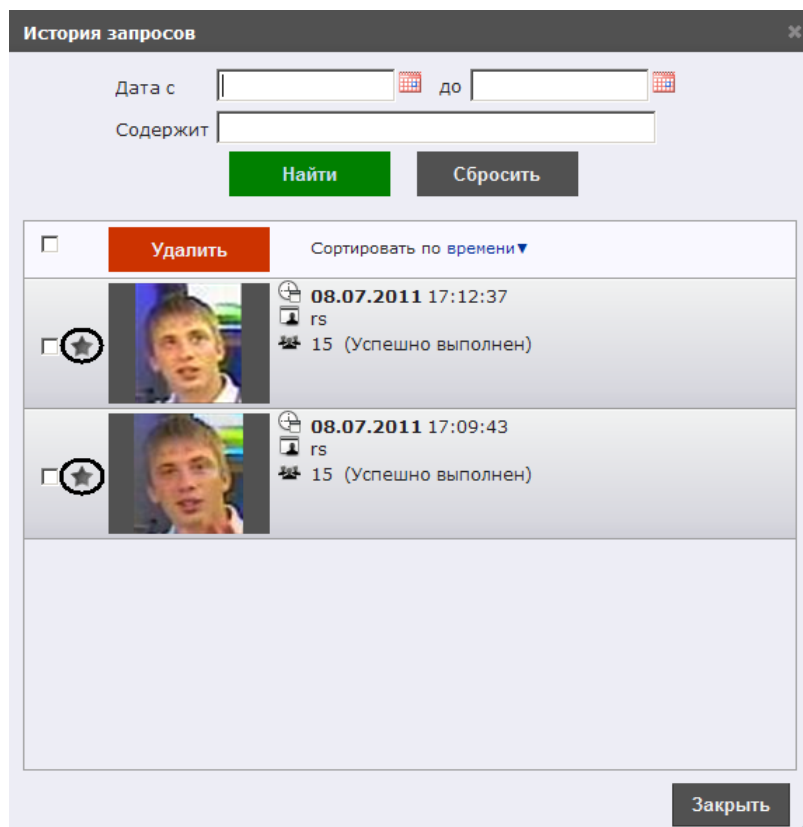 История запросов
Дата с до
Содержит
Найти Сбросить
Удалить Сортировать по времени▼
08.07.2011 17:12:37
rs
15 (Успешно выполнен)
08.07.2011 17:09:43
rs
15 (Успешно выполнен)
Закрыть